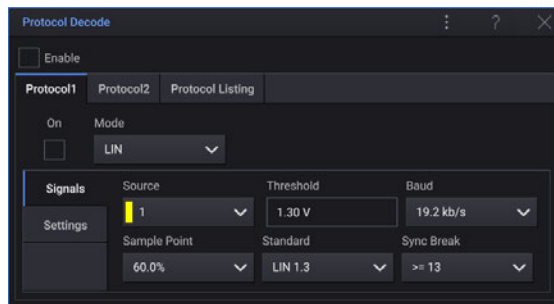 Protocol Decode ⋮ ?
Enable
Protocol1 Protocol2 Protocol Listing
On Mode
LIN
Signals Source Threshold Baud
1 1.30 V 19.2 kb/s
Settings
Sample Point Standard Sync Break
60.0% LIN 1.3 >= 13